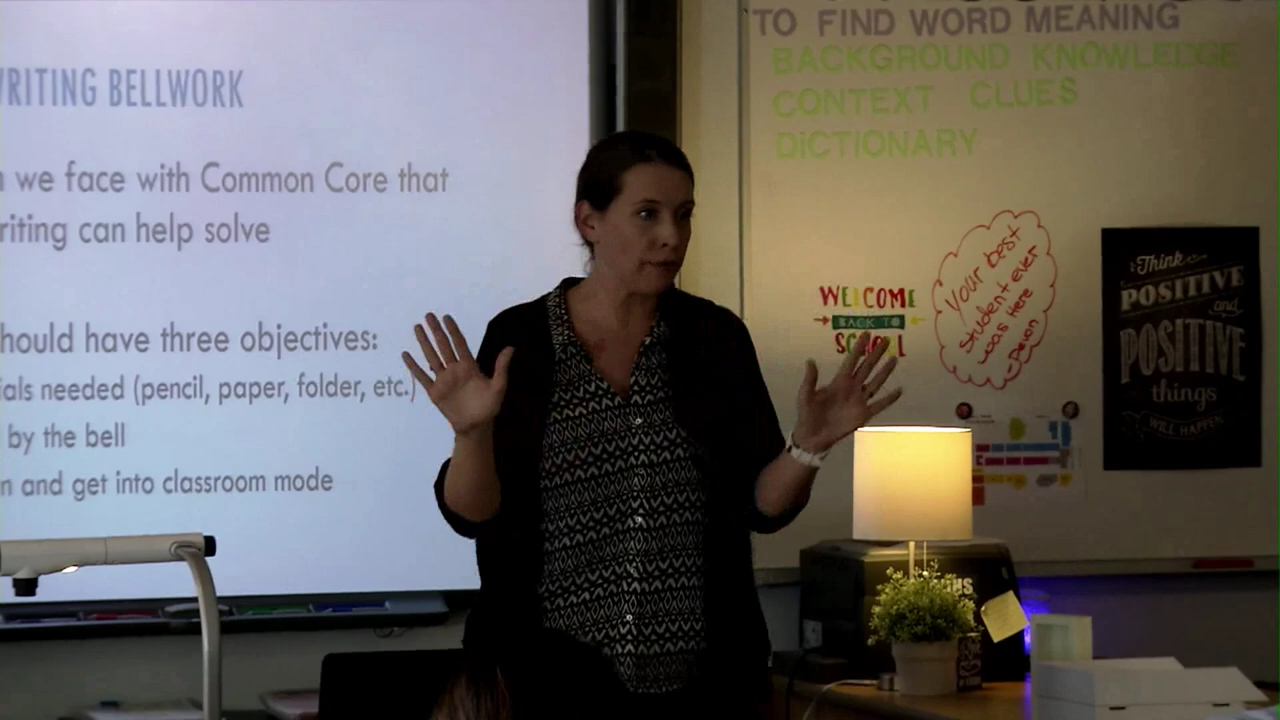 RITING BELLWORK
we face with Common Core that
riting can help solve
hould have three objectives:
ials needed (pencil, paper, folder, etc.)
by the bell
n and get into classroom mode
TO FIND WORD MEANING
BACKGROUND KNOWLEDGE
CONTEXT CLUES
DICTIONARY
WELCOME
BACK TO
SCHOOL
Your best
student ever
was Here
-Devon
Think
POSITIVE
and
POSITIVE
things
WILL HAPPEN